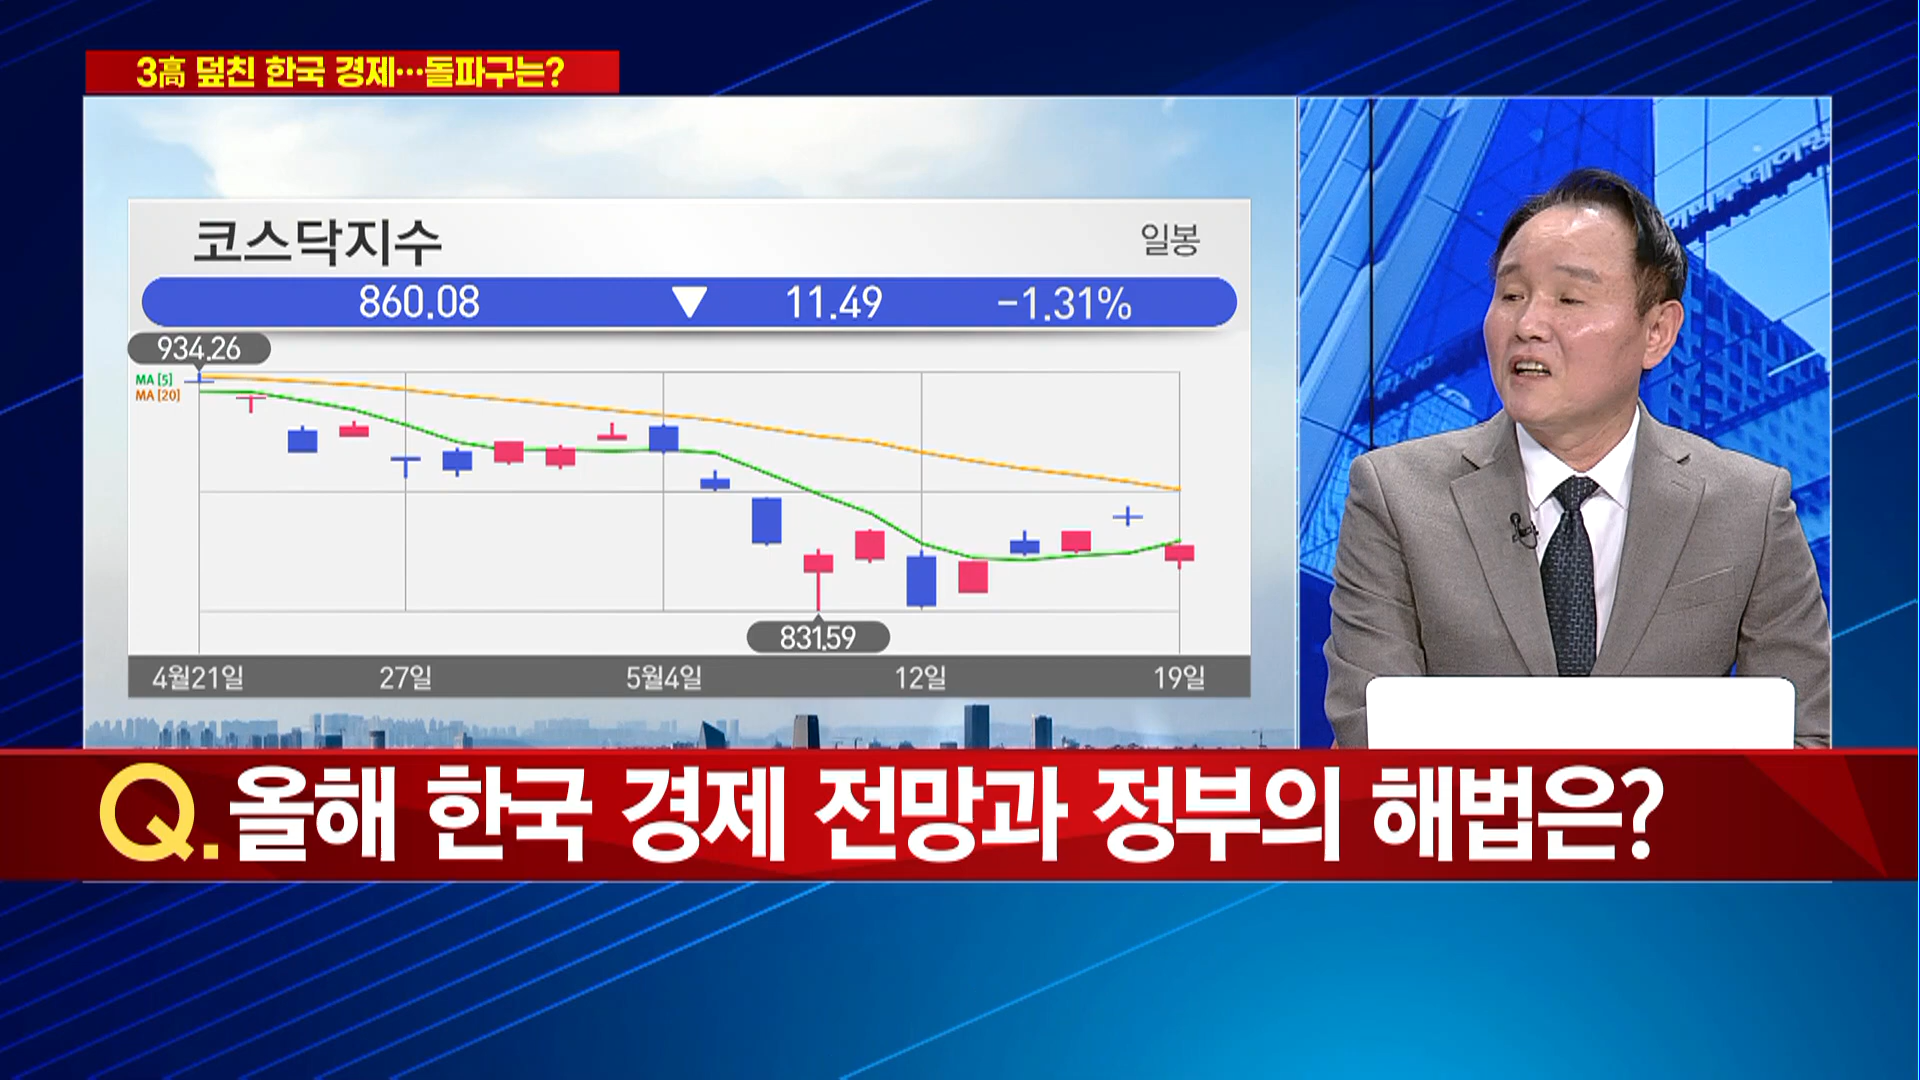 3高 덮친 한국 경제…돌파구는?
코스닥지수
일봉
860.08 ▼ 11.49 -1.31%
934.26
MA [5]
MA [20]
831.59
4월21일 27일 5월4일 12일 19일
Q. 올해 한국 경제 전망과 정부의 해법은?